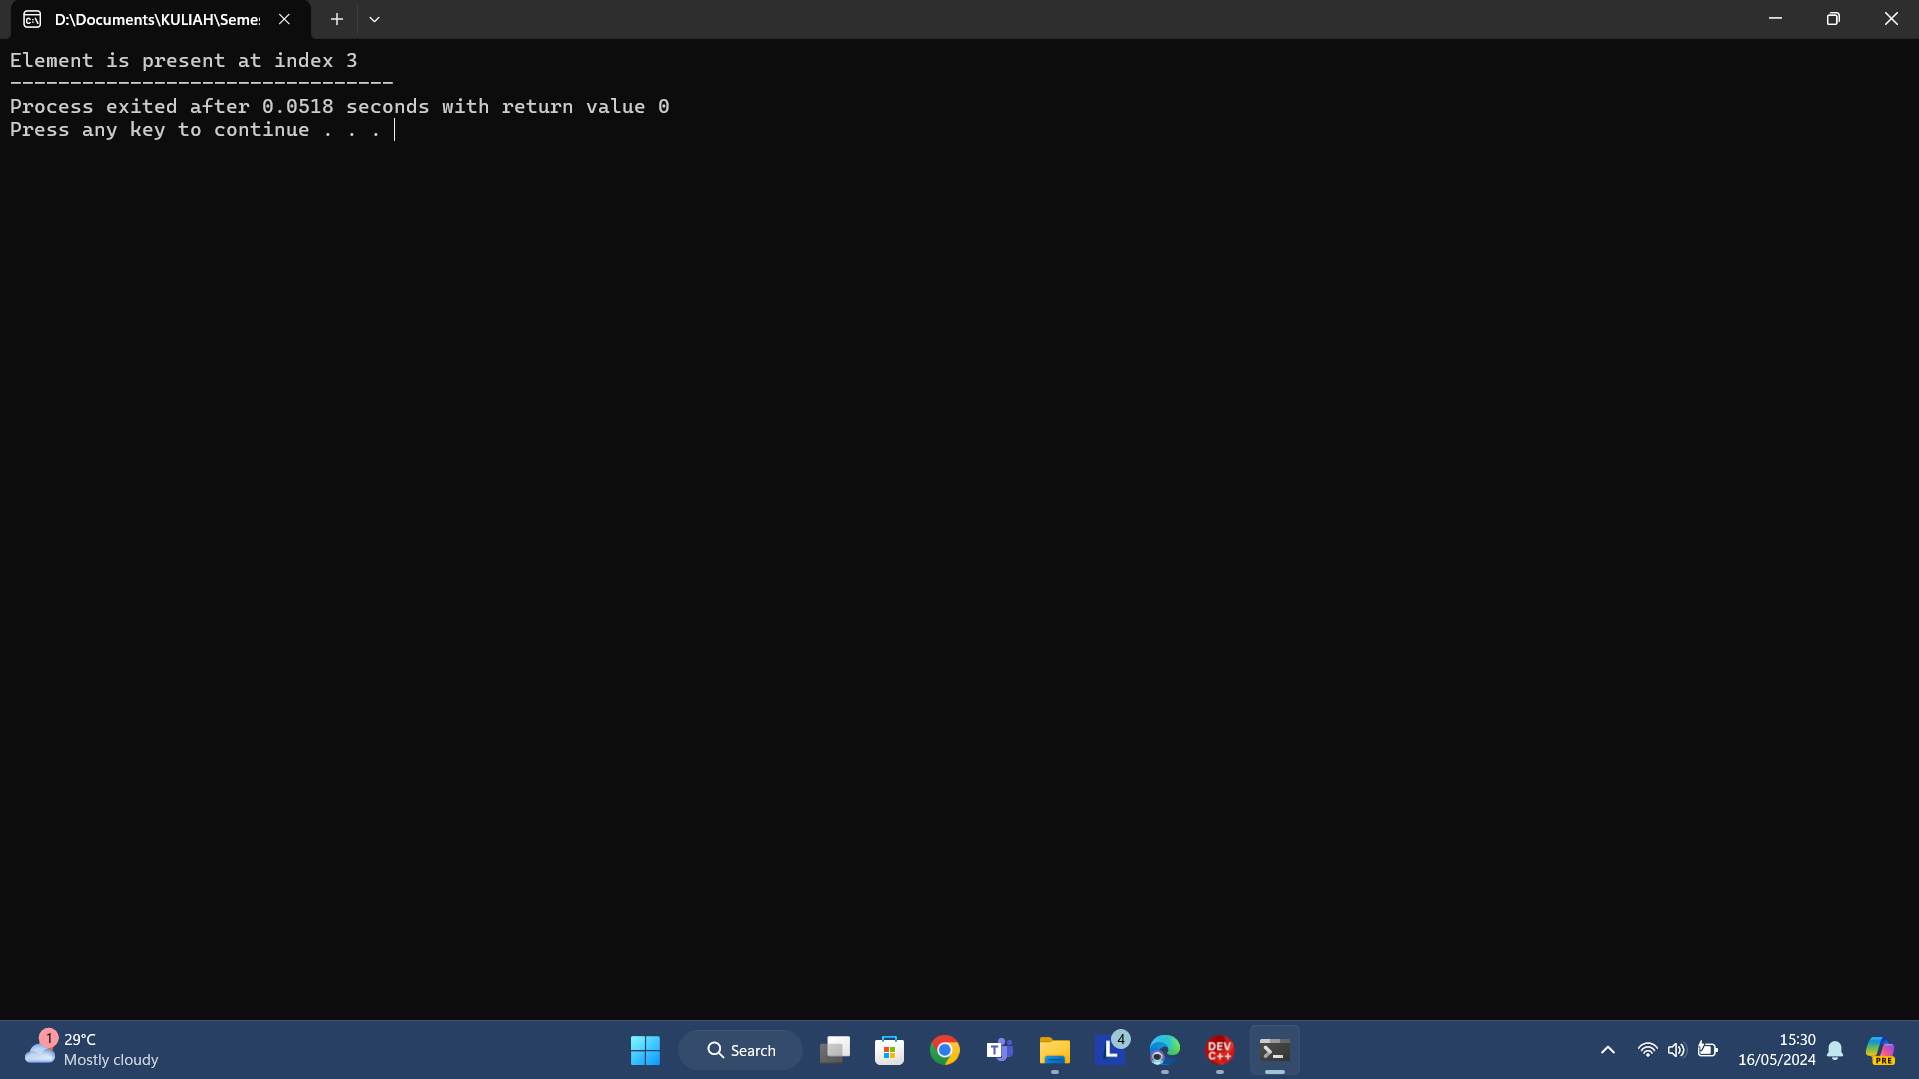 D:\Documents\KULIAH\Seme
Element is present at index 3
--------------------------------
Process exited after 0.0518 seconds with return value 0
Press any key to continue . . .
1
29°C
Mostly cloudy
Search
T
L
4
DEV
C++
15:30
16/05/2024
PRE